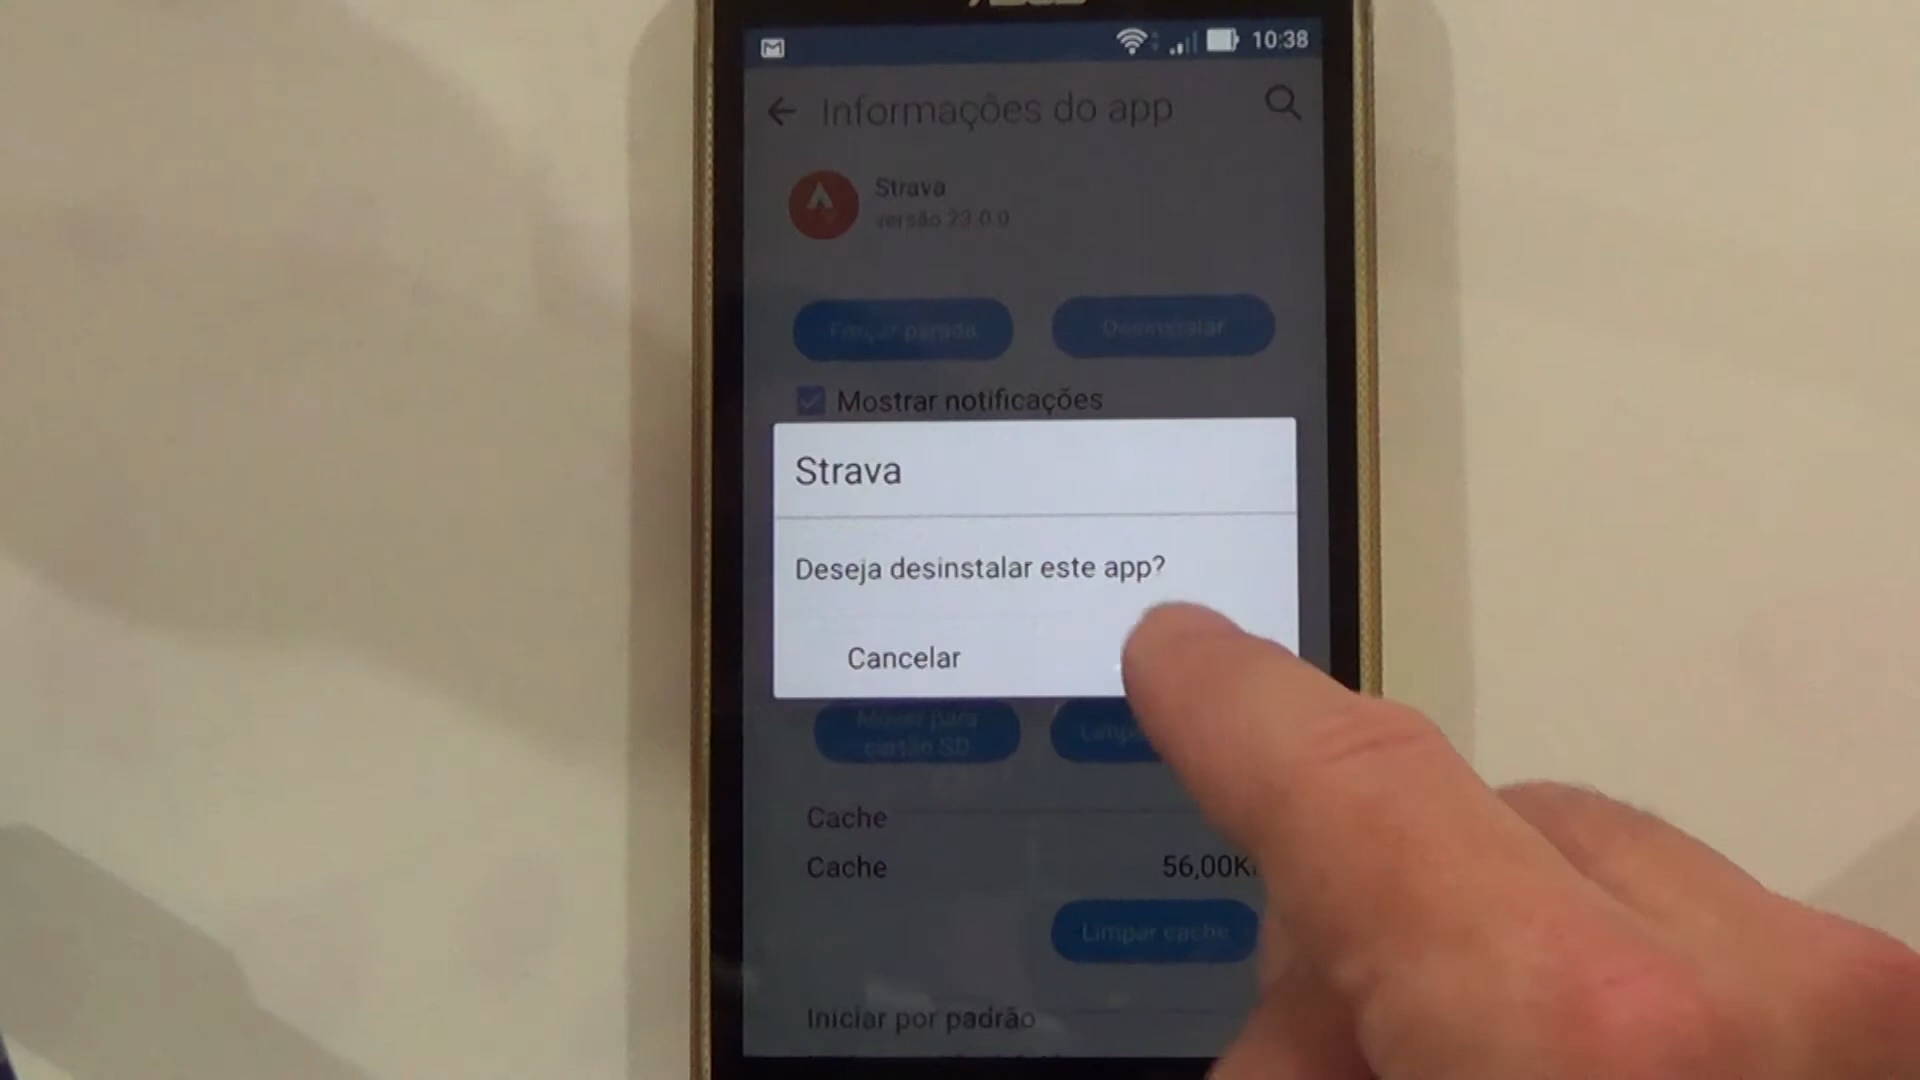 10:38
Informações do app
Strava
versão 23.0.0
Forçar parada
Desinstalar
Mostrar notificações
Strava
Deseja desinstalar este app?
Cancelar
Mover para
cartão SD
Cache
Cache
56,00K
Limpar cache
Iniciar por padrão